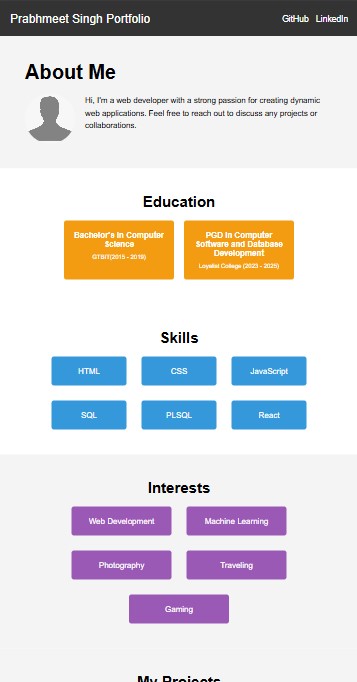 Prabhmeet Singh Portfolio
GitHub LinkedIn
About Me
Hi, I'm a web developer with a strong passion for creating dynamic
web applications. Feel free to reach out to discuss any projects or
collaborations.
Education
Bachelor's in Computer
Science
GTBIT(2015 - 2019)
PGD in Computer
Software and Database
Development
Loyalist College (2023 - 2025)
Skills
HTML
CSS
JavaScript
SQL
PLSQL
React
Interests
Web Development
Machine Learning
Photography
Traveling
Gaming
My Projects